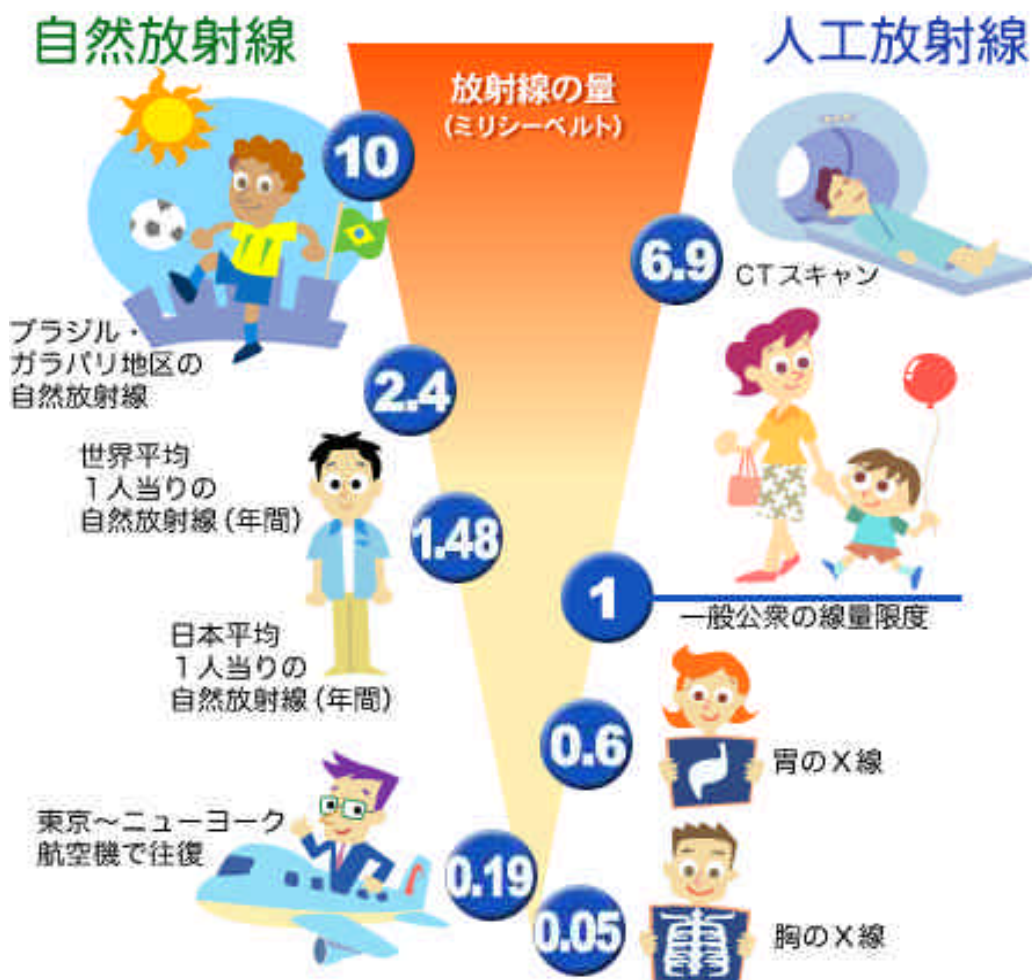 自然放射線
人工放射線
放射線の量
(ミリシーベルト)
10
ブラジル・
ガラパリ地区の
自然放射線
6.9
CTスキャン
2.4
世界平均
1人当りの
自然放射線(年間)
1.48
日本平均
1人当りの
自然放射線(年間)
1
一般公衆の線量限度
0.6
胃のX線
東京～ニューヨーク
航空機で往復
0.19
0.05
胸のX線